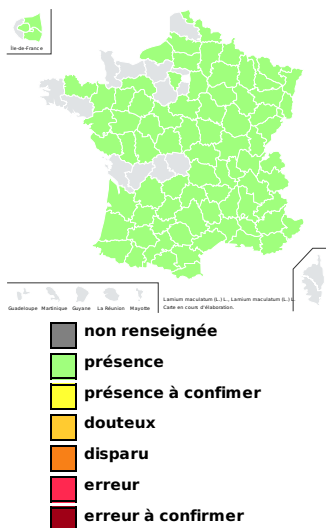 Île-de-France
Guadeloupe Martinique Guyane La Réunion Mayotte
Lamium maculatum (L.) L., Lamium maculatum (L.) L.
Carte en cours d'élaboration.
non renseignée
présence
présence à confimer
douteux
disparu
erreur
erreur à confirmer